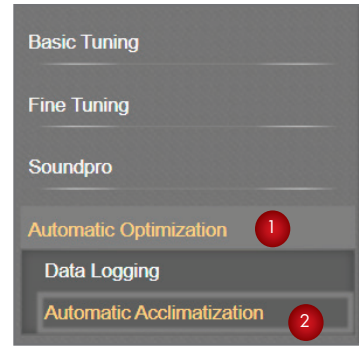 Basic Tuning
Fine Tuning
Soundpro
Automatic Optimization 1
Data Logging
Automatic Acclimatization 2